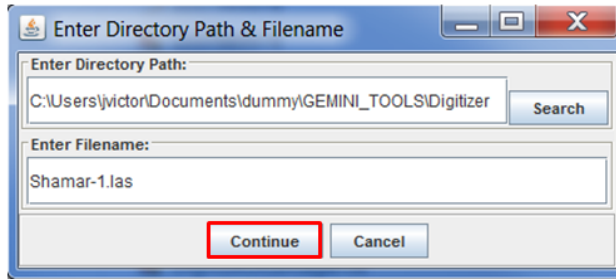 Enter Directory Path & Filename
Enter Directory Path:
C:\Users\jvictor\Documents\dummy\GEMINI_TOOLS\Digitizer
Search
Enter Filename:
Shamar-1.las
Continue Cancel